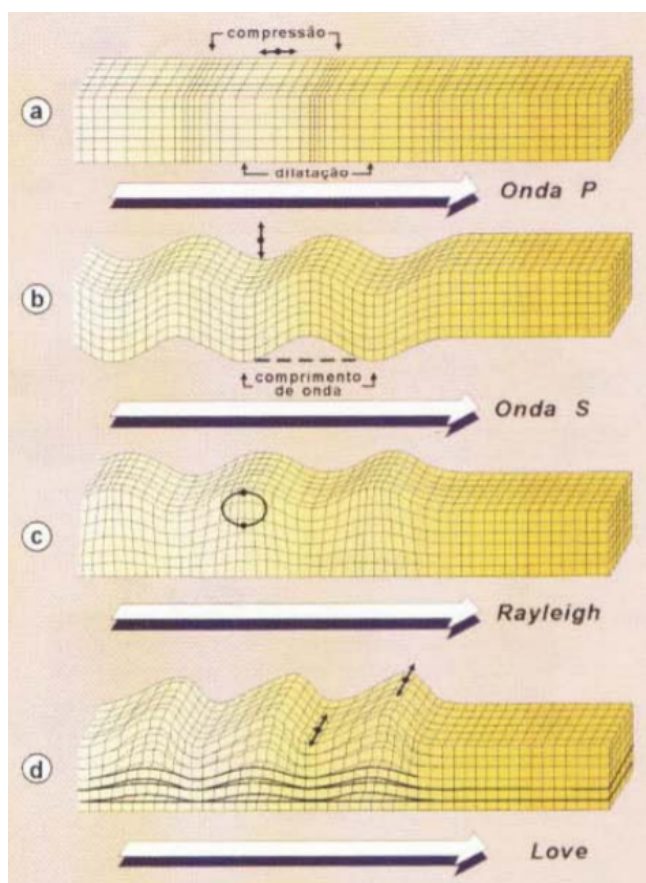 compressão
a
dilatação
Onda P
b
comprimento
de onda
Onda S
c
Rayleigh
d
Love